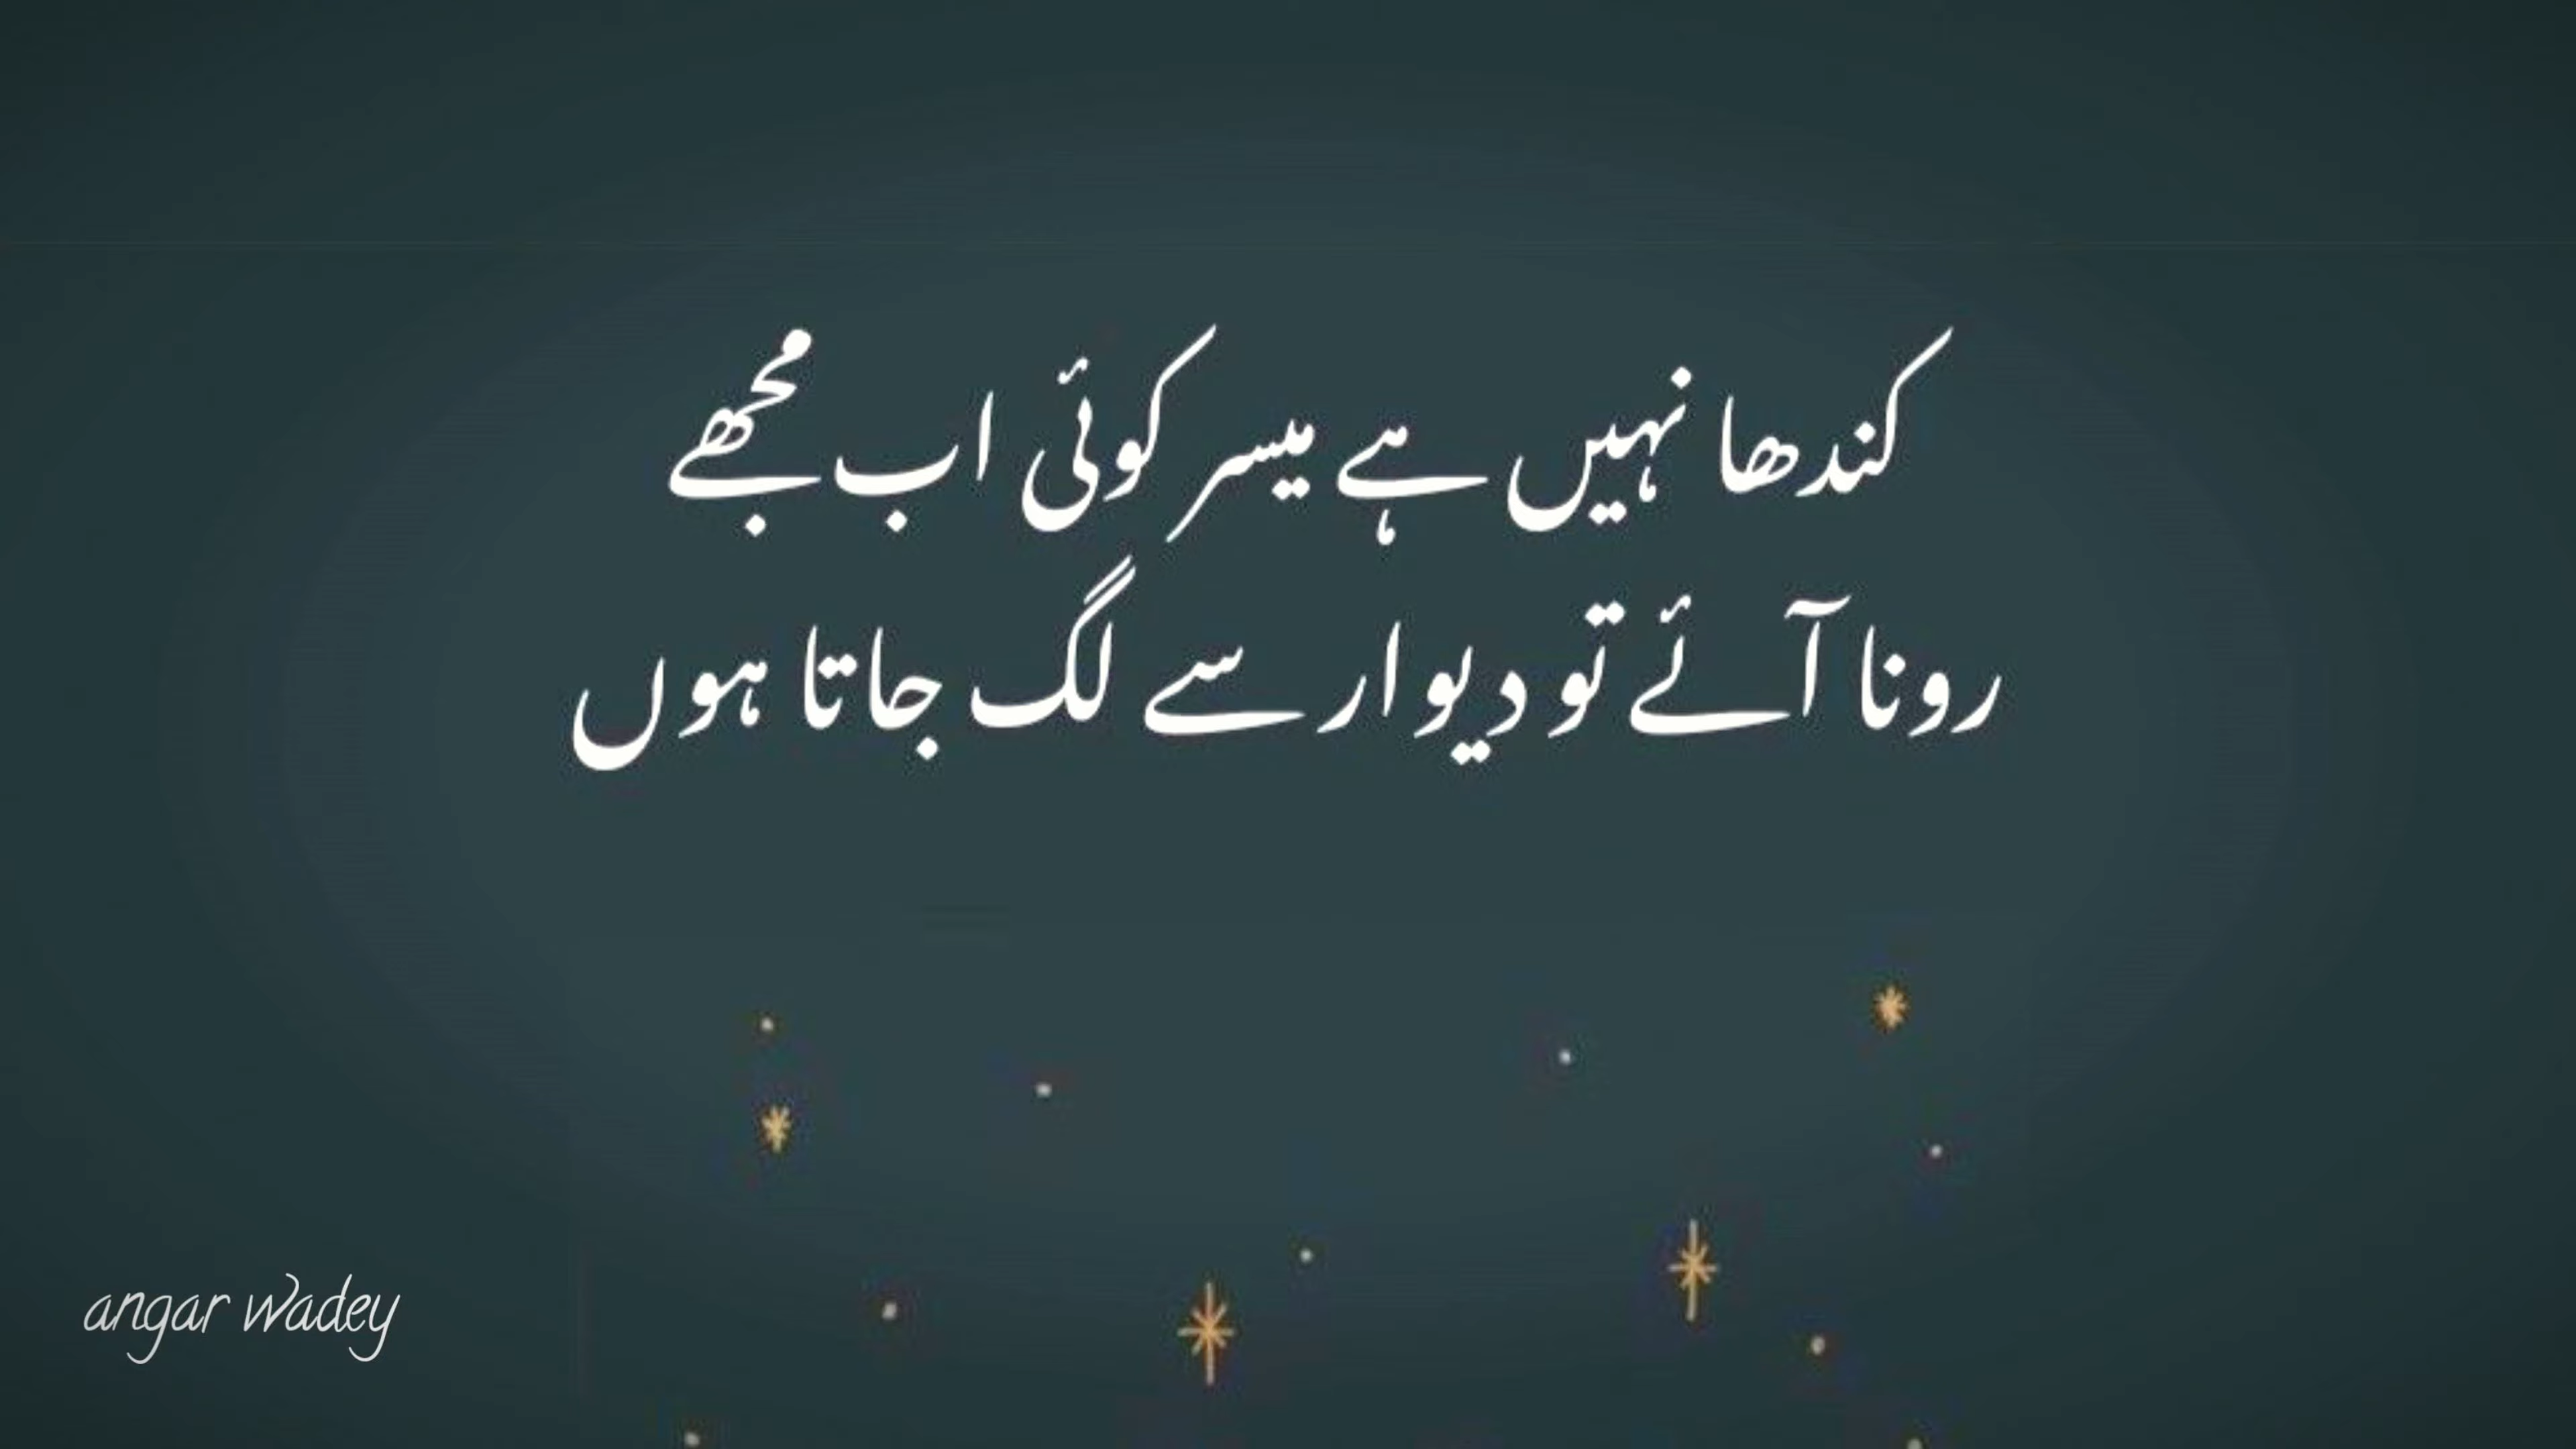 کندھا نہیں ہے میسر کوئی اب مجھے
رونا آئے تو دیوار سے لگ جاتا ہوں
angar wadey